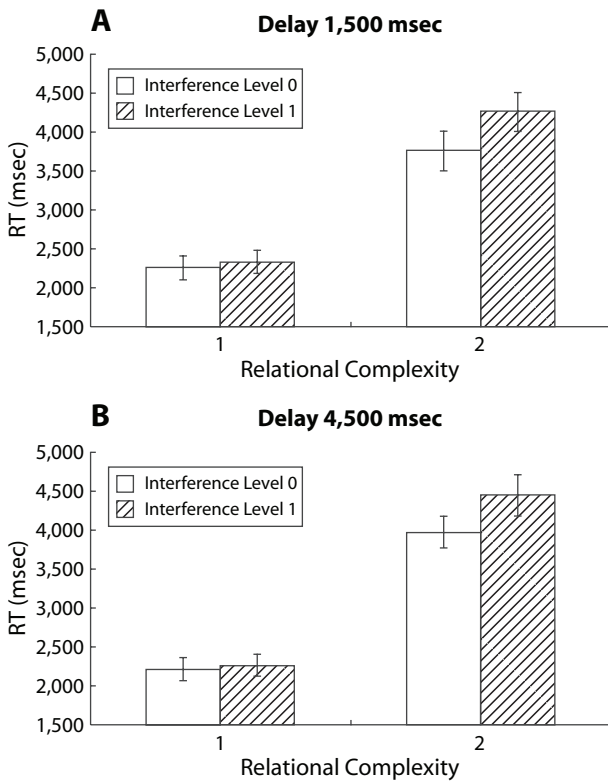 A
Delay 1,500 msec
5,000
4,500
4,000
3,500
3,000
2,500
2,000
1,500
RT (msec)
Interference Level 0
Interference Level 1
1
2
Relational Complexity
B
Delay 4,500 msec
5,000
4,500
4,000
3,500
3,000
2,500
2,000
1,500
RT (msec)
Interference Level 0
Interference Level 1
1
2
Relational Complexity